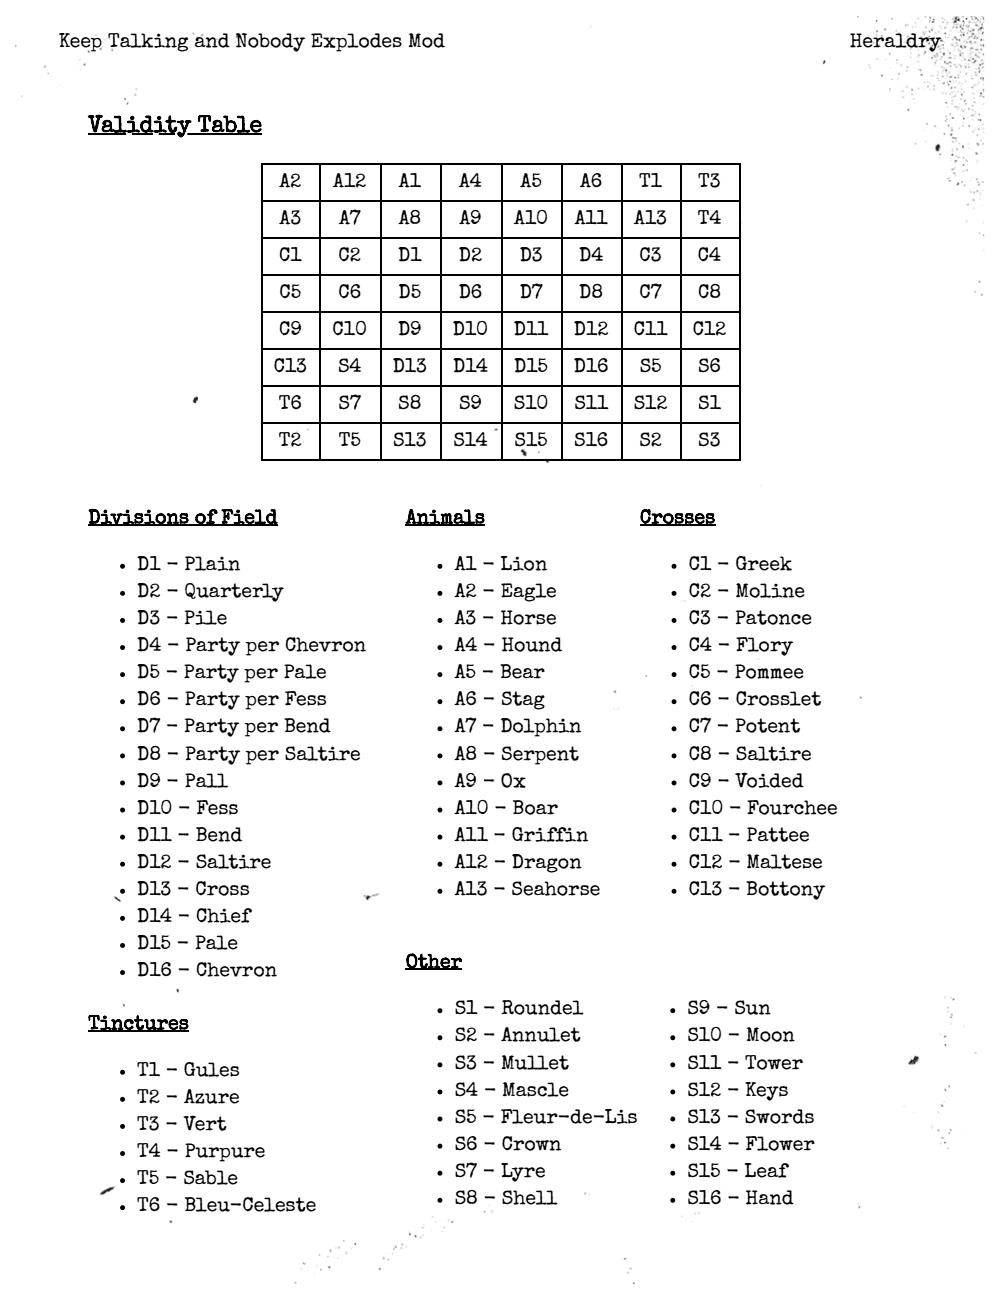 Keep Talking and Nobody Explodes Mod Heraldry
Validity Table
A2 A12 A1 A4 A5 A6 T1 T3
A3 A7 A8 A9 A10 A11 A13 T4
C1 C2 D1 D2 D3 D4 C3 C4
C5 C6 D5 D6 D7 D8 C7 C8
C9 C10 D9 D10 D11 D12 C11 C12
C13 S4 D13 D14 D15 D16 S5 S6
T6 S7 S8 S9 S10 S11 S12 S1
T2 T5 S13 S14 S15 S16 S2 S3
Divisions of Field
• D1 – Plain
• D2 – Quarterly
• D3 – Pile
• D4 – Party per Chevron
• D5 – Party per Pale
• D6 – Party per Fess
• D7 – Party per Bend
• D8 – Party per Saltire
• D9 – Pall
• D10 – Fess
• D11 – Bend
• D12 – Saltire
• D13 – Cross
• D14 – Chief
• D15 – Pale
• D16 – Chevron
Tinctures
• T1 – Gules
• T2 – Azure
• T3 – Vert
• T4 – Purpure
• T5 – Sable
• T6 – Bleu-Celeste
Animals
• A1 – Lion
• A2 – Eagle
• A3 – Horse
• A4 – Hound
• A5 – Bear
• A6 – Stag
• A7 – Dolphin
• A8 – Serpent
• A9 – Ox
• A10 – Boar
• A11 – Griffin
• A12 – Dragon
• A13 – Seahorse
Crosses
• C1 – Greek
• C2 – Moline
• C3 – Patonce
• C4 – Flory
• C5 – Pommee
• C6 – Crosslet
• C7 – Potent
• C8 – Saltire
• C9 – Voided
• C10 – Fourchee
• C11 – Pattee
• C12 – Maltese
• C13 – Bottony
Other
• S1 – Roundel
• S2 – Annulet
• S3 – Mullet
• S4 – Mascle
• S5 – Fleur-de-Lis
• S6 – Crown
• S7 – Lyre
• S8 – Shell
• S9 – Sun
• S10 – Moon
• S11 – Tower
• S12 – Keys
• S13 – Swords
• S14 – Flower
• S15 – Leaf
• S16 – Hand